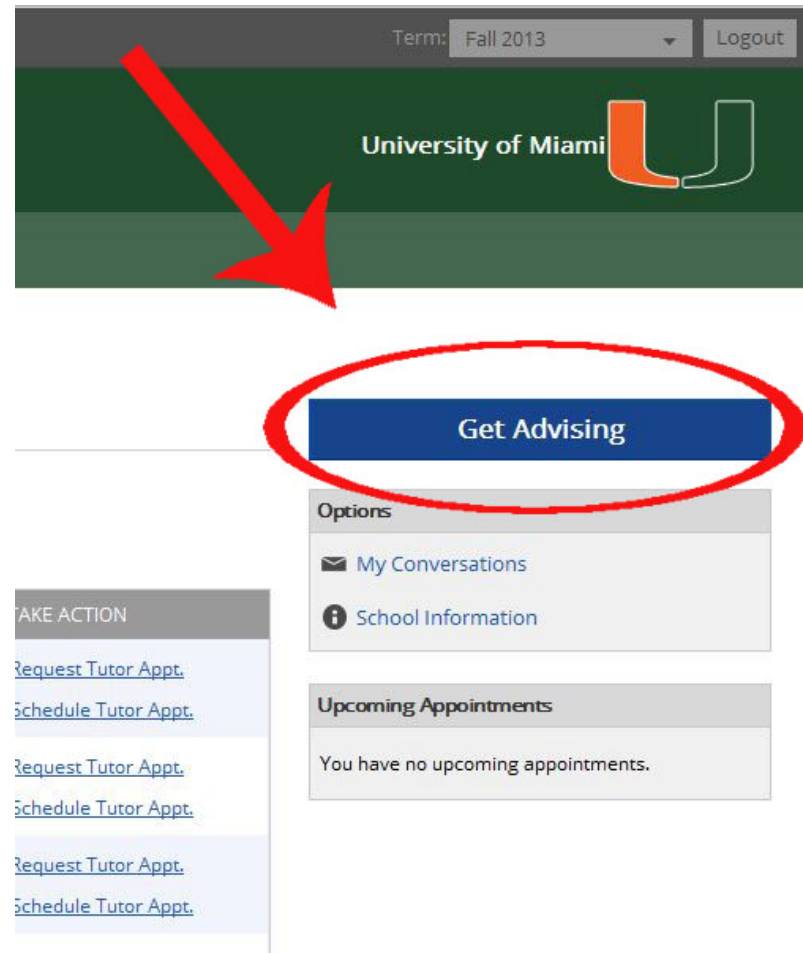 Term: Fall 2013 Logout
University of Miami
Get Advising
Options
My Conversations
School Information
TAKE ACTION
Request Tutor Appt.
Schedule Tutor Appt.
Request Tutor Appt.
Schedule Tutor Appt.
Request Tutor Appt.
Schedule Tutor Appt.
Upcoming Appointments
You have no upcoming appointments.